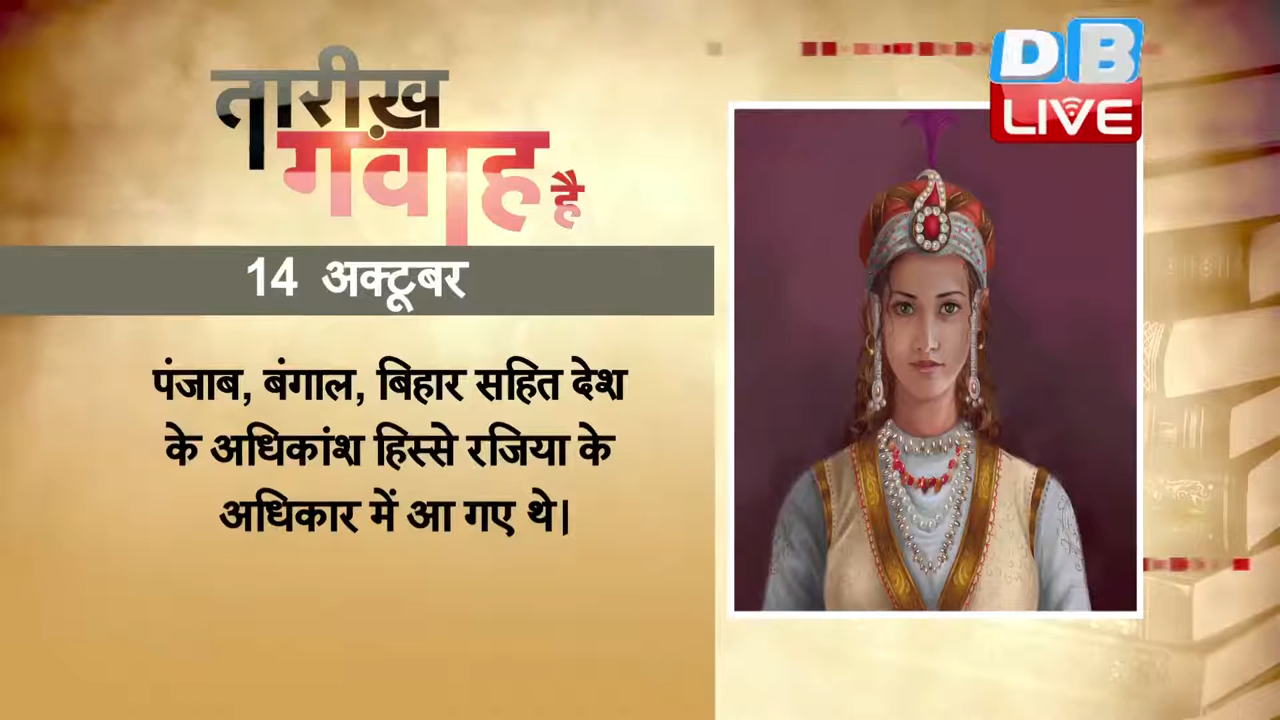 तारीख़
गवाह है
DB
LIVE
14 अक्टूबर
पंजाब, बंगाल, बिहार सहित देश
के अधिकांश हिस्से रजिया के
अधिकार में आ गए थे।